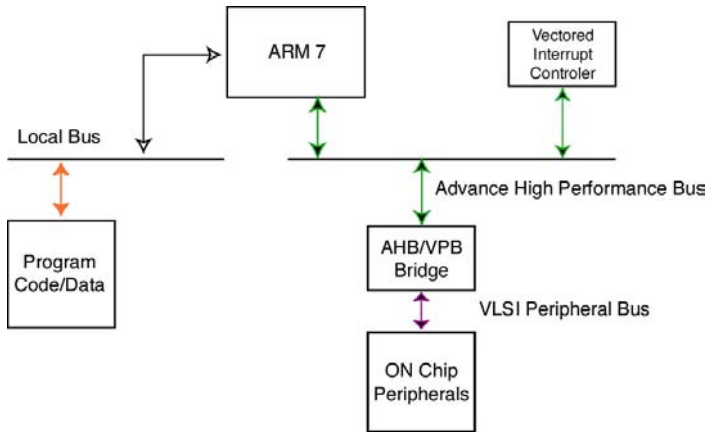 ARM 7
Vectored
Interrupt
Controler
Local Bus
Advance High Performance Bus
Program
Code/Data
AHB/VPB
Bridge
VLSI Peripheral Bus
ON Chip
Peripherals